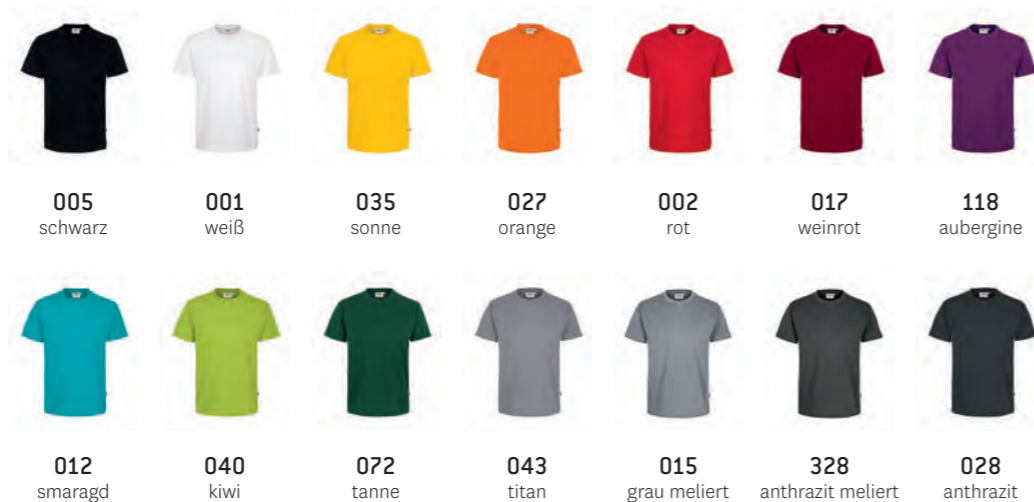 005 001 035 027 002 017 118
schwarz weiß sonne orange rot weinrot aubergine
012 040 072 043 015 328 028
smaragd kiwi tanne titan grau meliert anthrazit meliert anthrazit